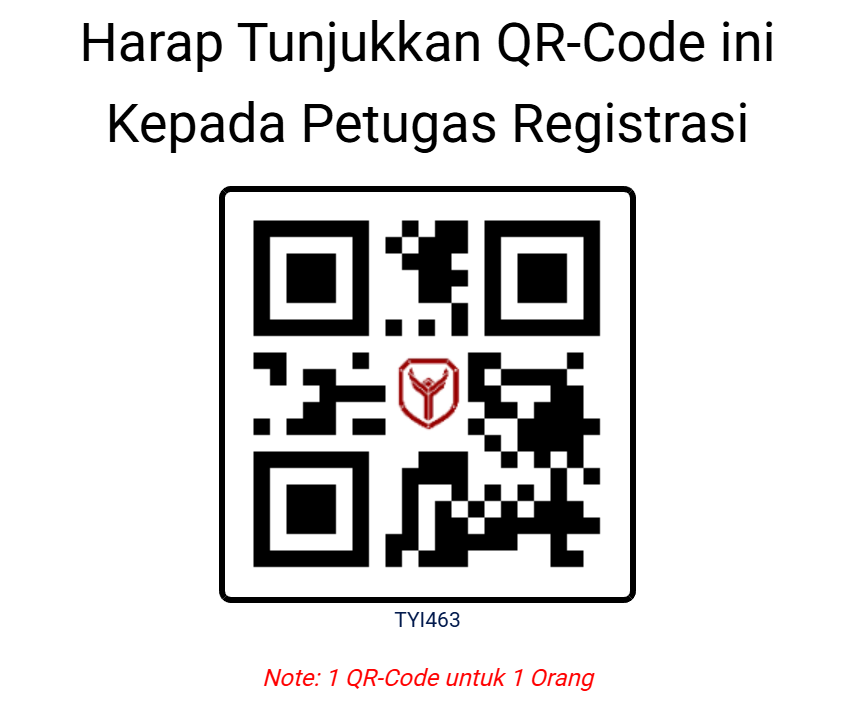 Harap Tunjukkan QR-Code ini
Kepada Petugas Registrasi
TYI463
Note: 1 QR-Code untuk 1 Orang